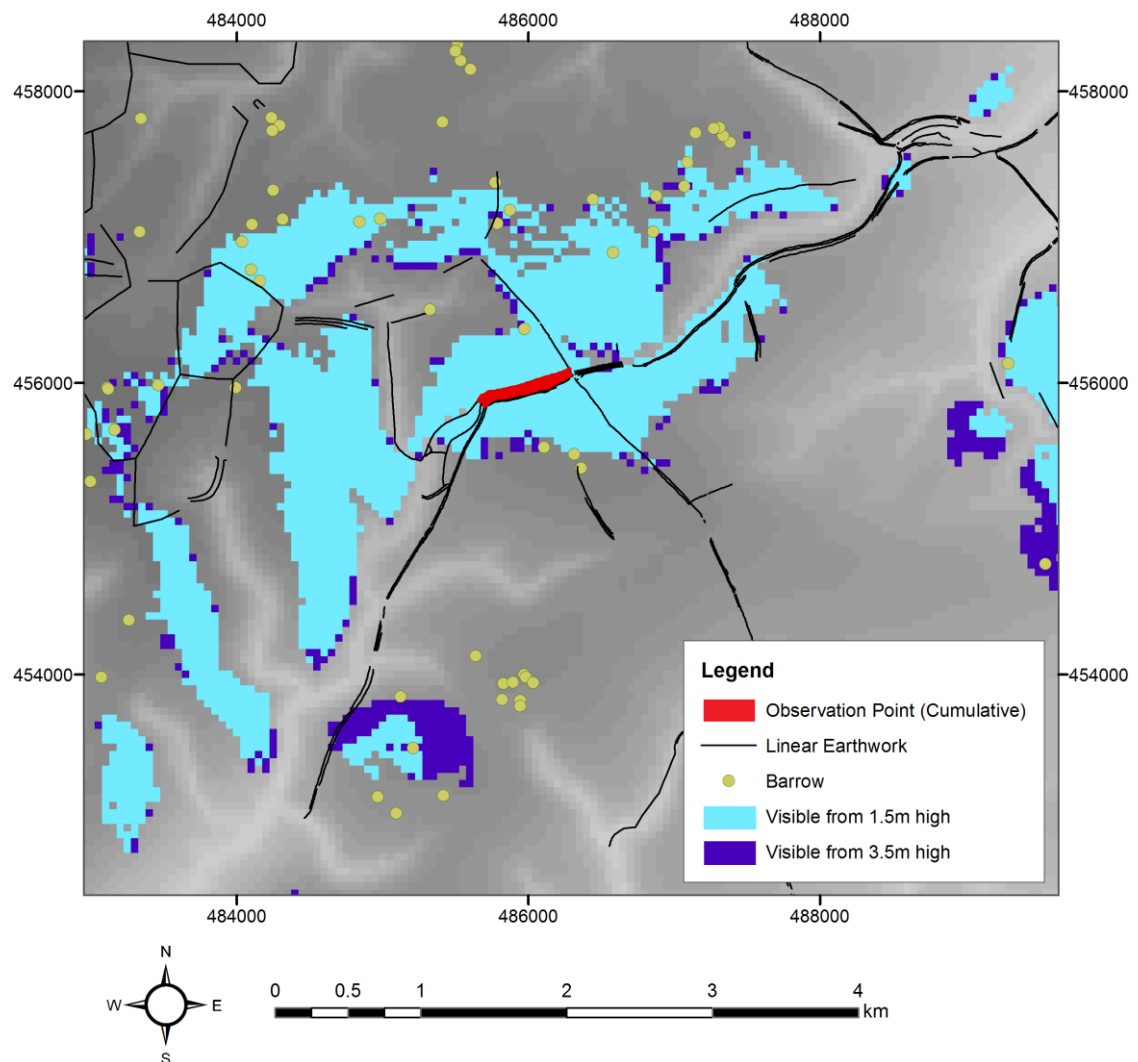 484000 486000 488000
458000 458000
456000 456000
454000 454000
Legend
Observation Point (Cumulative)
Linear Earthwork
Barrow
Visible from 1.5m high
Visible from 3.5m high
484000 486000 488000
N
W E
S
0 0.5 1 2 3 4
km